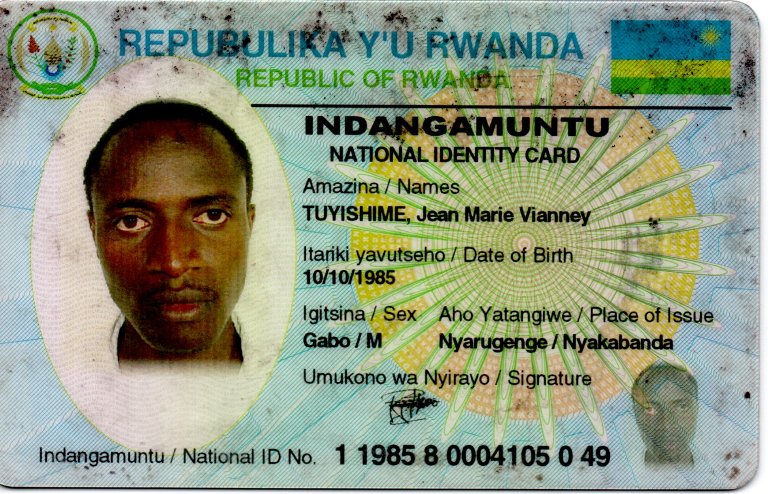 REPUBULIKA Y'U RWANDA
REPUBLIC OF RWANDA
INDANGAMUNTU
NATIONAL IDENTITY CARD
Amazina / Names
TUYISHIME, Jean Marie Vianney
Itariki yavutseho / Date of Birth
10/10/1985
Igitsina / Sex Aho Yatangiwe / Place of Issue
Gabo / M Nyarugenge / Nyakabanda
Umukono wa Nyirayo / Signature
Indangamuntu / National ID No. 1 1985 8 0004105 0 49